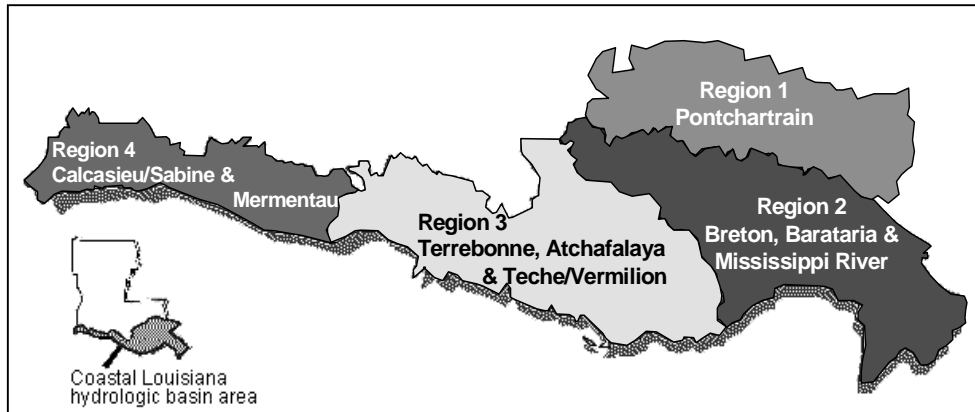 Region 1
Pontchartrain
Region 4
Calcasieu/Sabine &
Mermentau
Region 3
Terrebonne, Atchafalaya
& Teche/Vermilion
Region 2
Breton, Barataria &
Mississippi River
Coastal Louisiana
hydrologic basin area